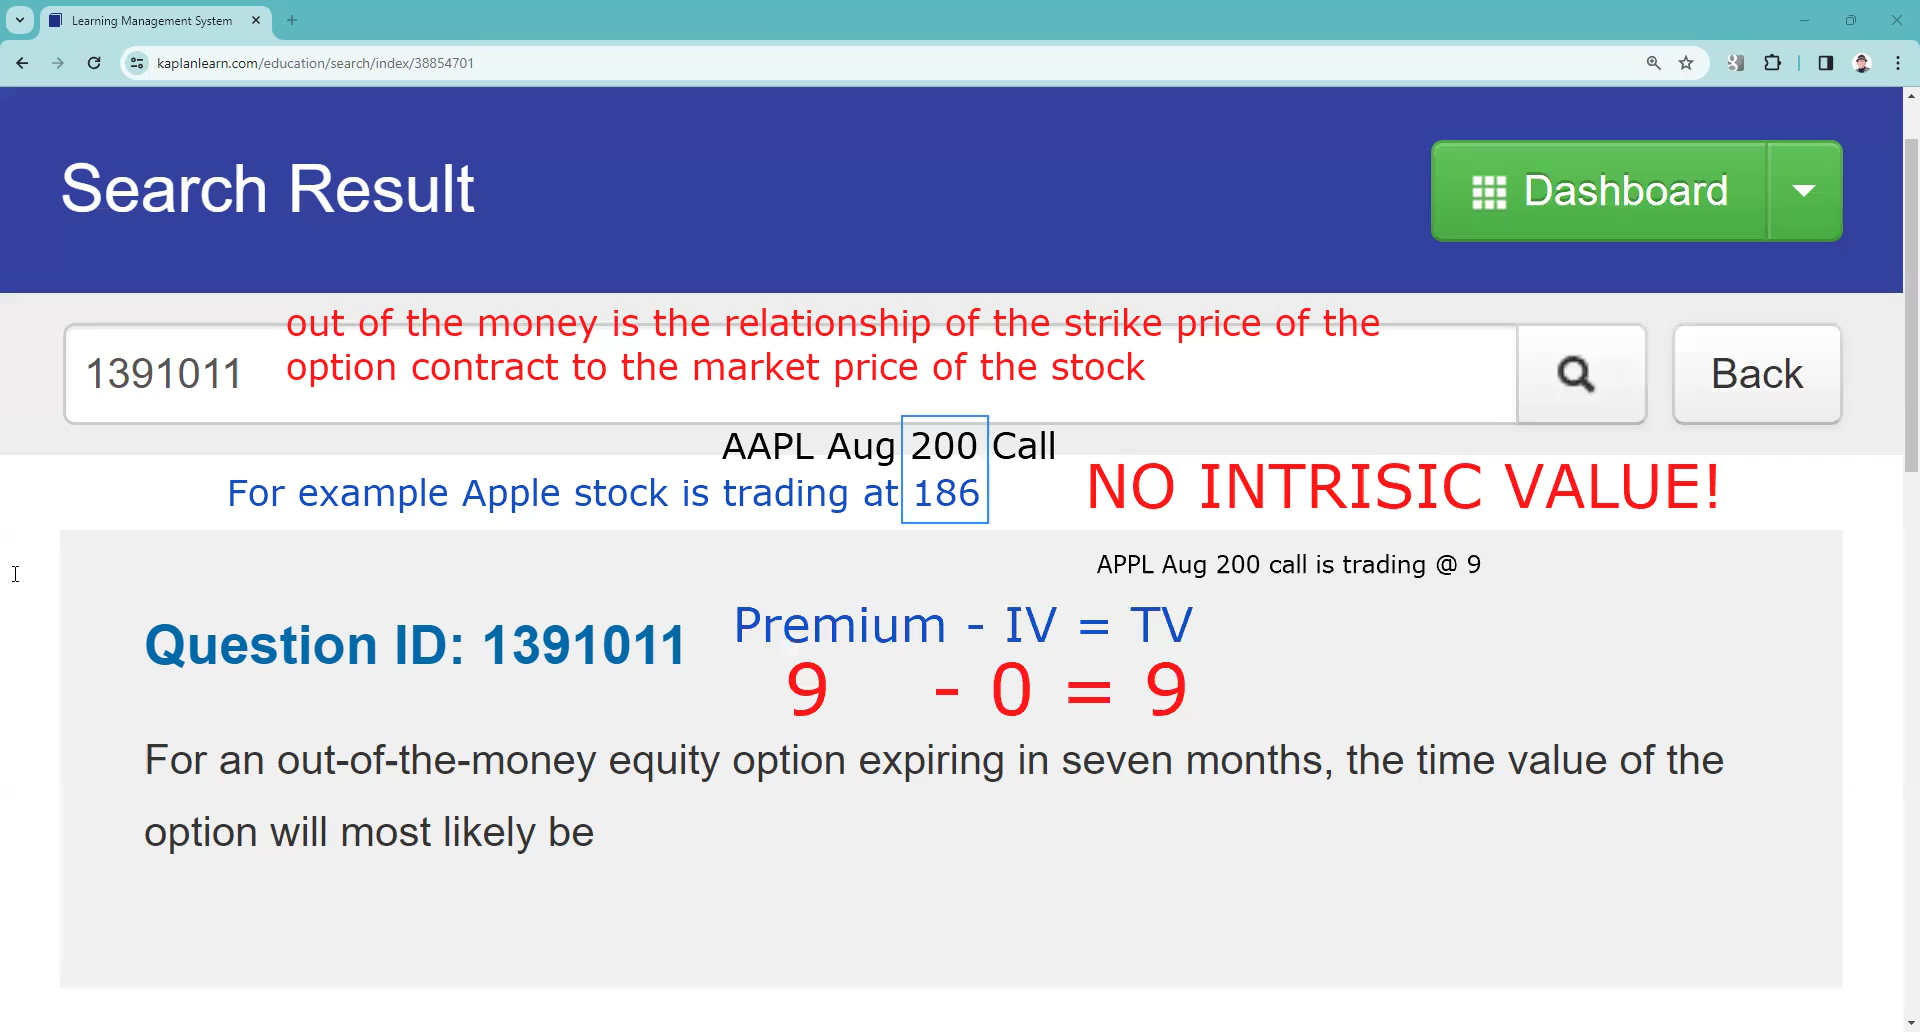 Learning Management System
kaplanlearn.com/education/search/index/38854701
Search Result
Dashboard
out of the money is the relationship of the strike price of the
option contract to the market price of the stock
1391011
Back
AAPL Aug 200 Call
For example Apple stock is trading at 186
NO INTRISIC VALUE!
APPL Aug 200 call is trading @ 9
Premium - IV = TV
Question ID: 1391011
9 - 0 = 9
For an out-of-the-money equity option expiring in seven months, the time value of the
option will most likely be